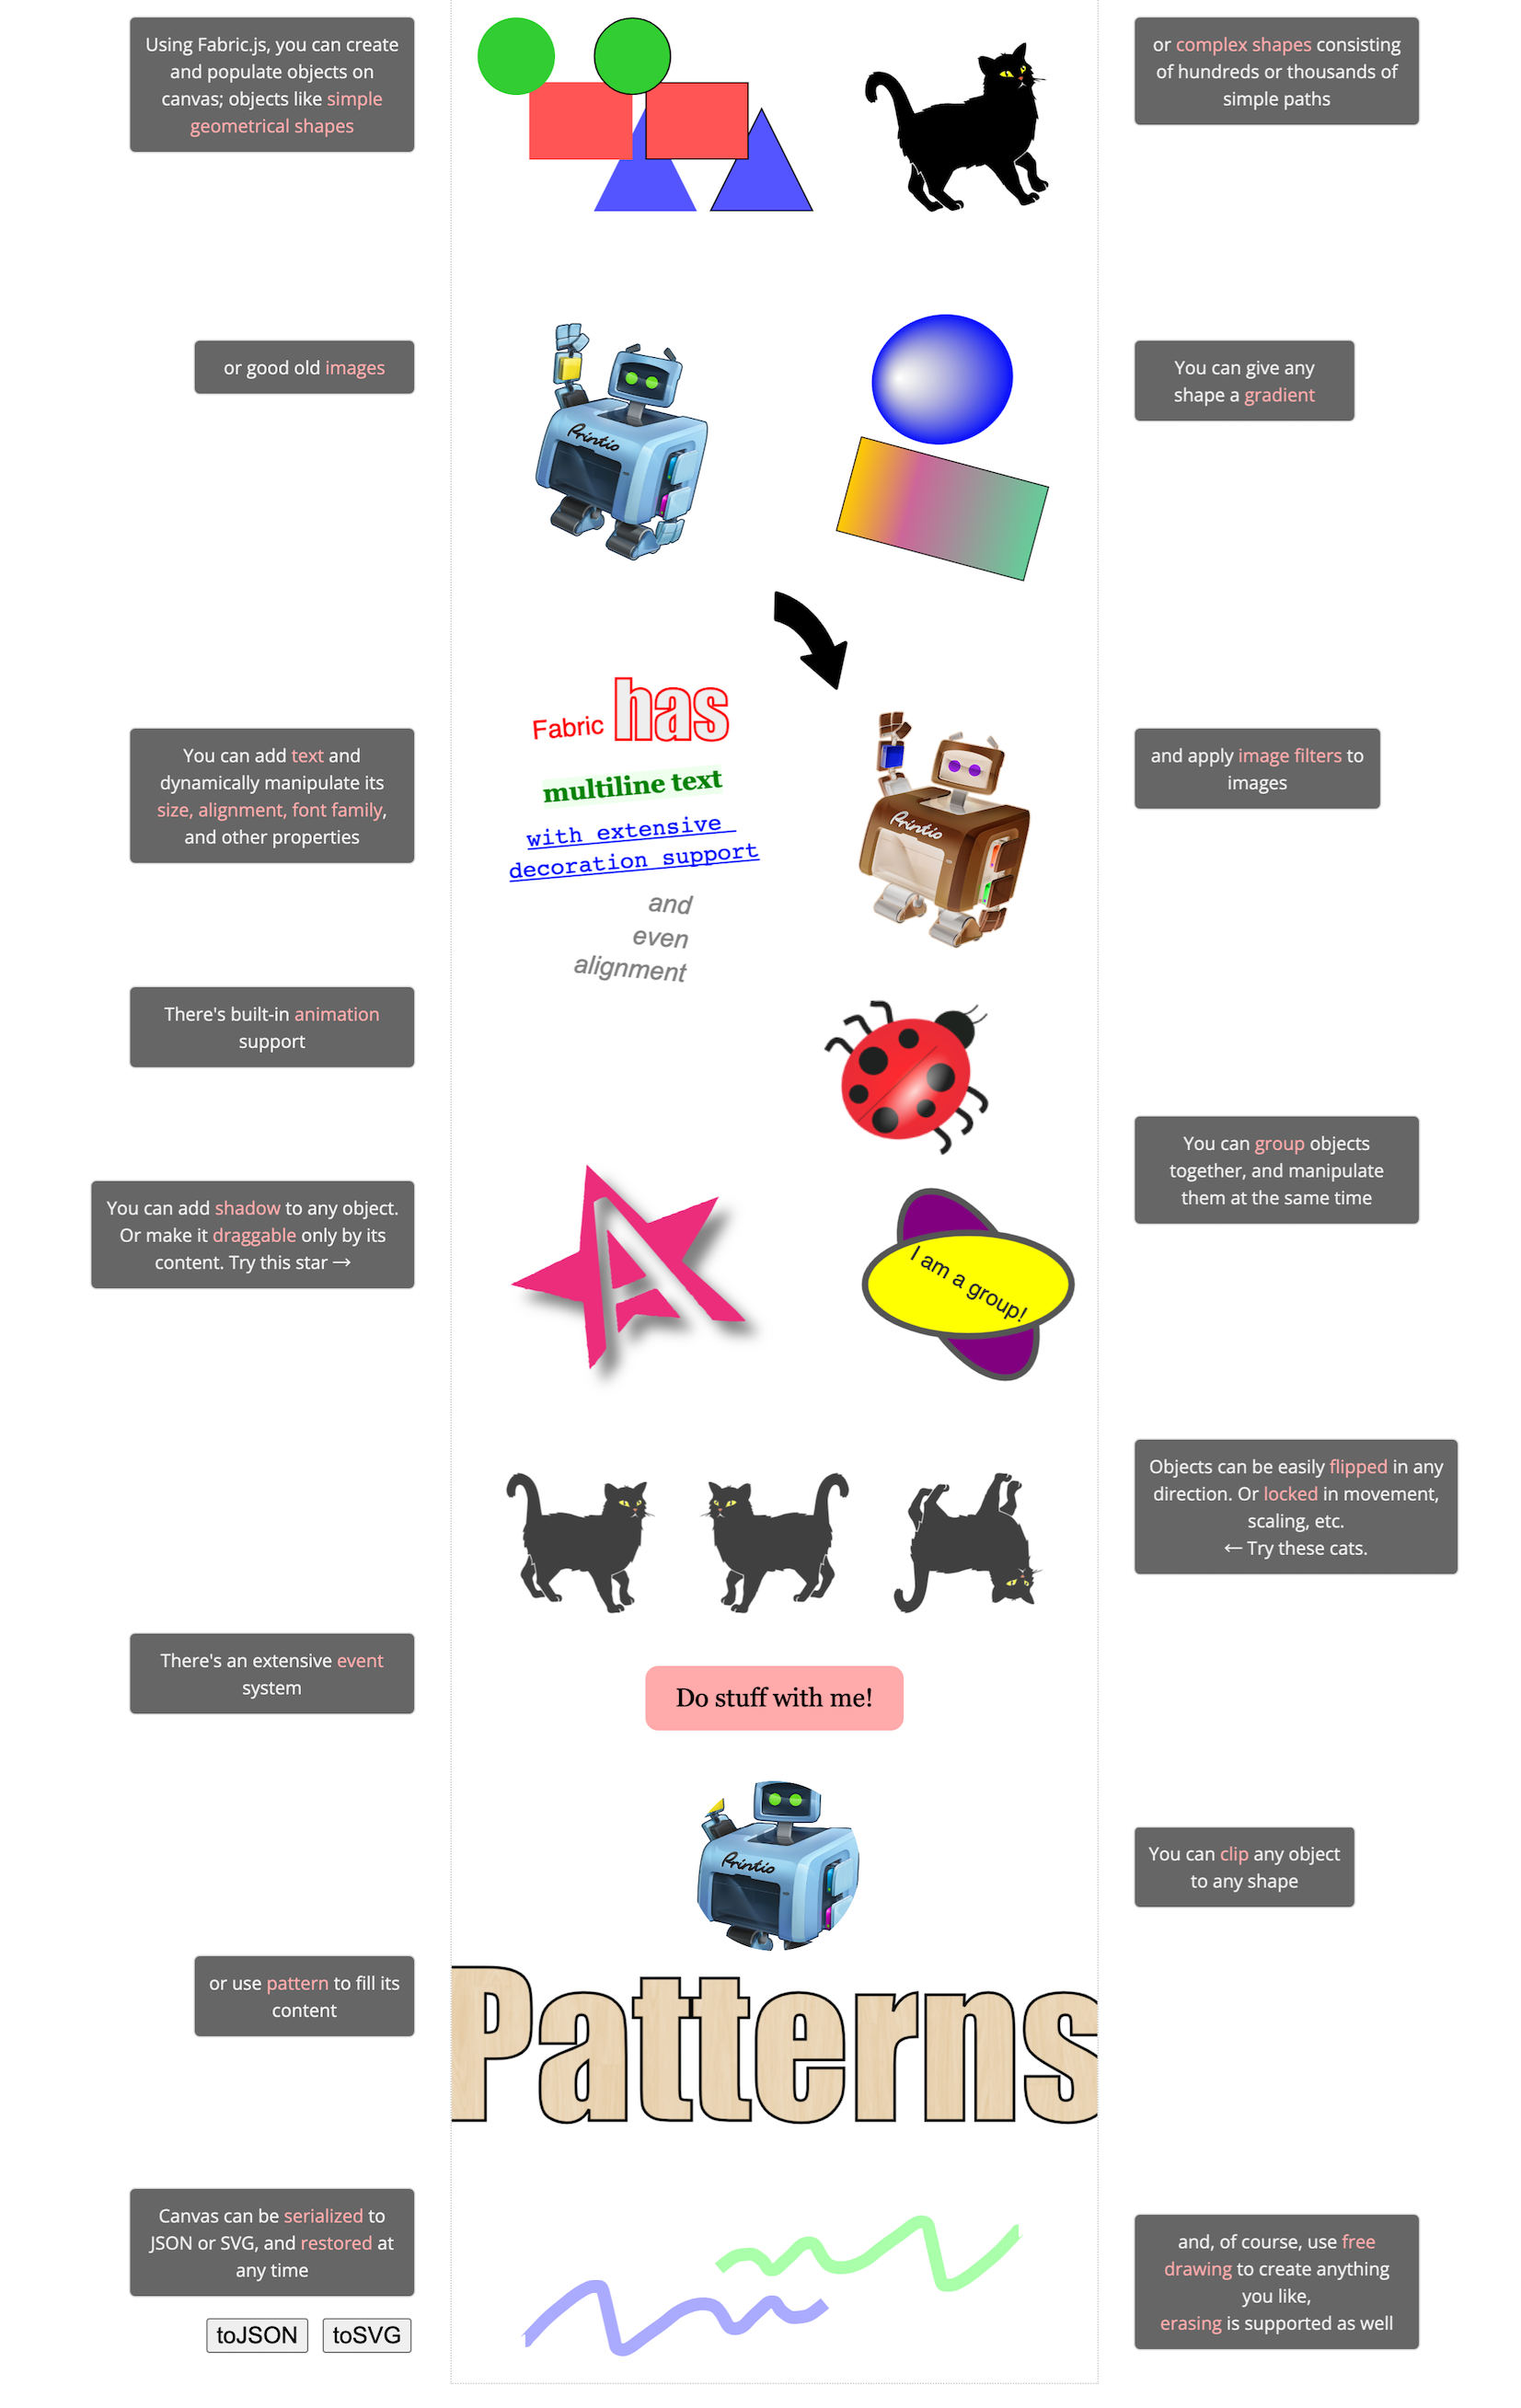 Using Fabric.js, you can create
and populate objects on
canvas; objects like simple
geometrical shapes
or complex shapes consisting
of hundreds or thousands of
simple paths
or good old images
Printio
You can give any
shape a gradient
You can add text and
dynamically manipulate its
size, alignment, font family,
and other properties
Fabric has
multiline text
with extensive
decoration support
and
even
alignment
Printio
and apply image filters to
images
There's built-in animation
support
You can group objects
together, and manipulate
them at the same time
You can add shadow to any object.
Or make it draggable only by its
content. Try this star →
I am a group!
Objects can be easily flipped in any
direction. Or locked in movement,
scaling, etc.
← Try these cats.
There's an extensive event
system
Do stuff with me!
Printio
You can clip any object
to any shape
or use pattern to fill its
content
Patterns
Canvas can be serialized to
JSON or SVG, and restored at
any time
toJSON toSVG
and, of course, use free
drawing to create anything
you like,
erasing is supported as well